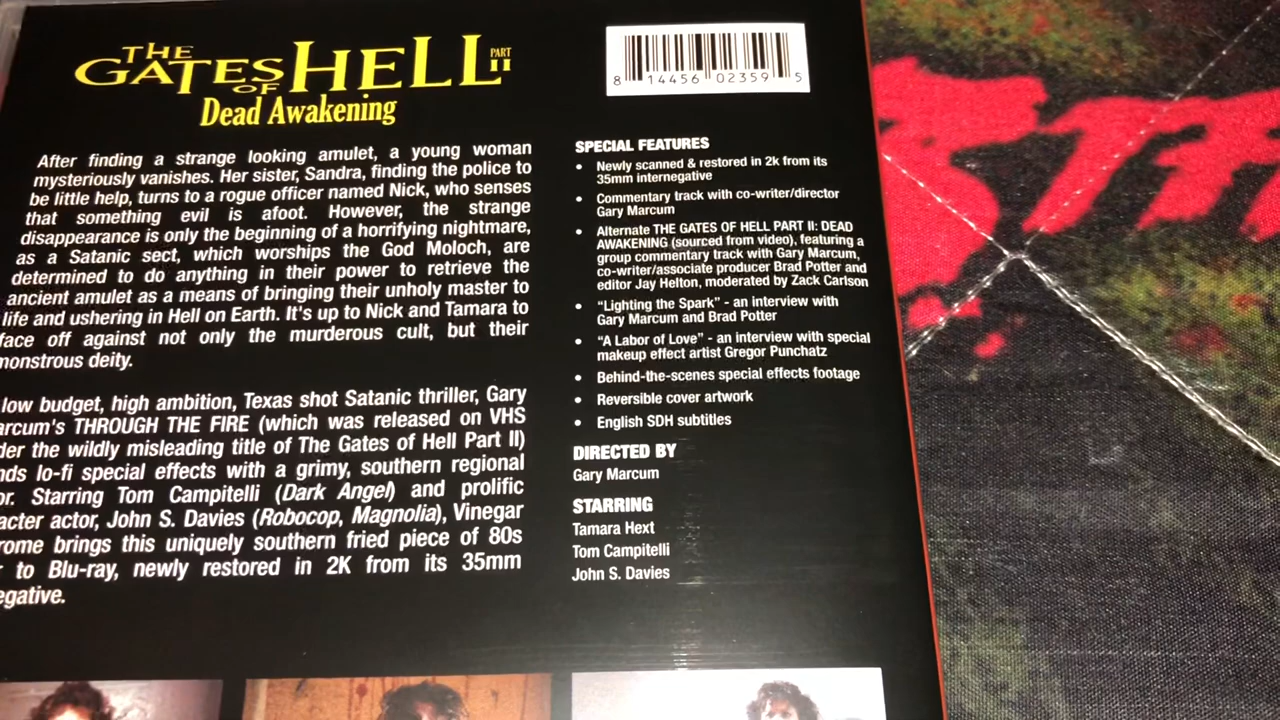 THE
GATES OF HELL PART II
Dead Awakening
8 14456 02359 5
After finding a strange looking amulet, a young woman
mysteriously vanishes. Her sister, Sandra, finding the police to
be little help, turns to a rogue officer named Nick, who senses
that something evil is afoot. However, the strange
disappearance is only the beginning of a horrifying nightmare,
as a Satanic sect, which worships the God Moloch, are
determined to do anything in their power to retrieve the
ancient amulet as a means of bringing their unholy master to
life and ushering in Hell on Earth. It's up to Nick and Tamara to
face off against not only the murderous cult, but their
monstrous deity.
low budget, high ambition, Texas shot Satanic thriller, Gary
arcum's THROUGH THE FIRE (which was released on VHS
der the wildly misleading title of The Gates of Hell Part II)
nds lo-fi special effects with a grimy, southern regional
or. Starring Tom Campitelli (Dark Angel) and prolific
acter actor, John S. Davies (Robocop, Magnolia), Vinegar
rome brings this uniquely southern fried piece of 80s
to Blu-ray, newly restored in 2K from its 35mm
egative.
SPECIAL FEATURES
• Newly scanned & restored in 2k from its
35mm internegative
• Commentary track with co-writer/director
Gary Marcum
• Alternate THE GATES OF HELL PART II: DEAD
AWAKENING (sourced from video), featuring a
group commentary track with Gary Marcum,
co-writer/associate producer Brad Potter and
editor Jay Helton, moderated by Zack Carlson
• “Lighting the Spark” - an interview with
Gary Marcum and Brad Potter
• “A Labor of Love” - an interview with special
makeup effect artist Gregor Punchatz
• Behind-the-scenes special effects footage
• Reversible cover artwork
• English SDH subtitles
DIRECTED BY
Gary Marcum
STARRING
Tamara Hext
Tom Campitelli
John S. Davies